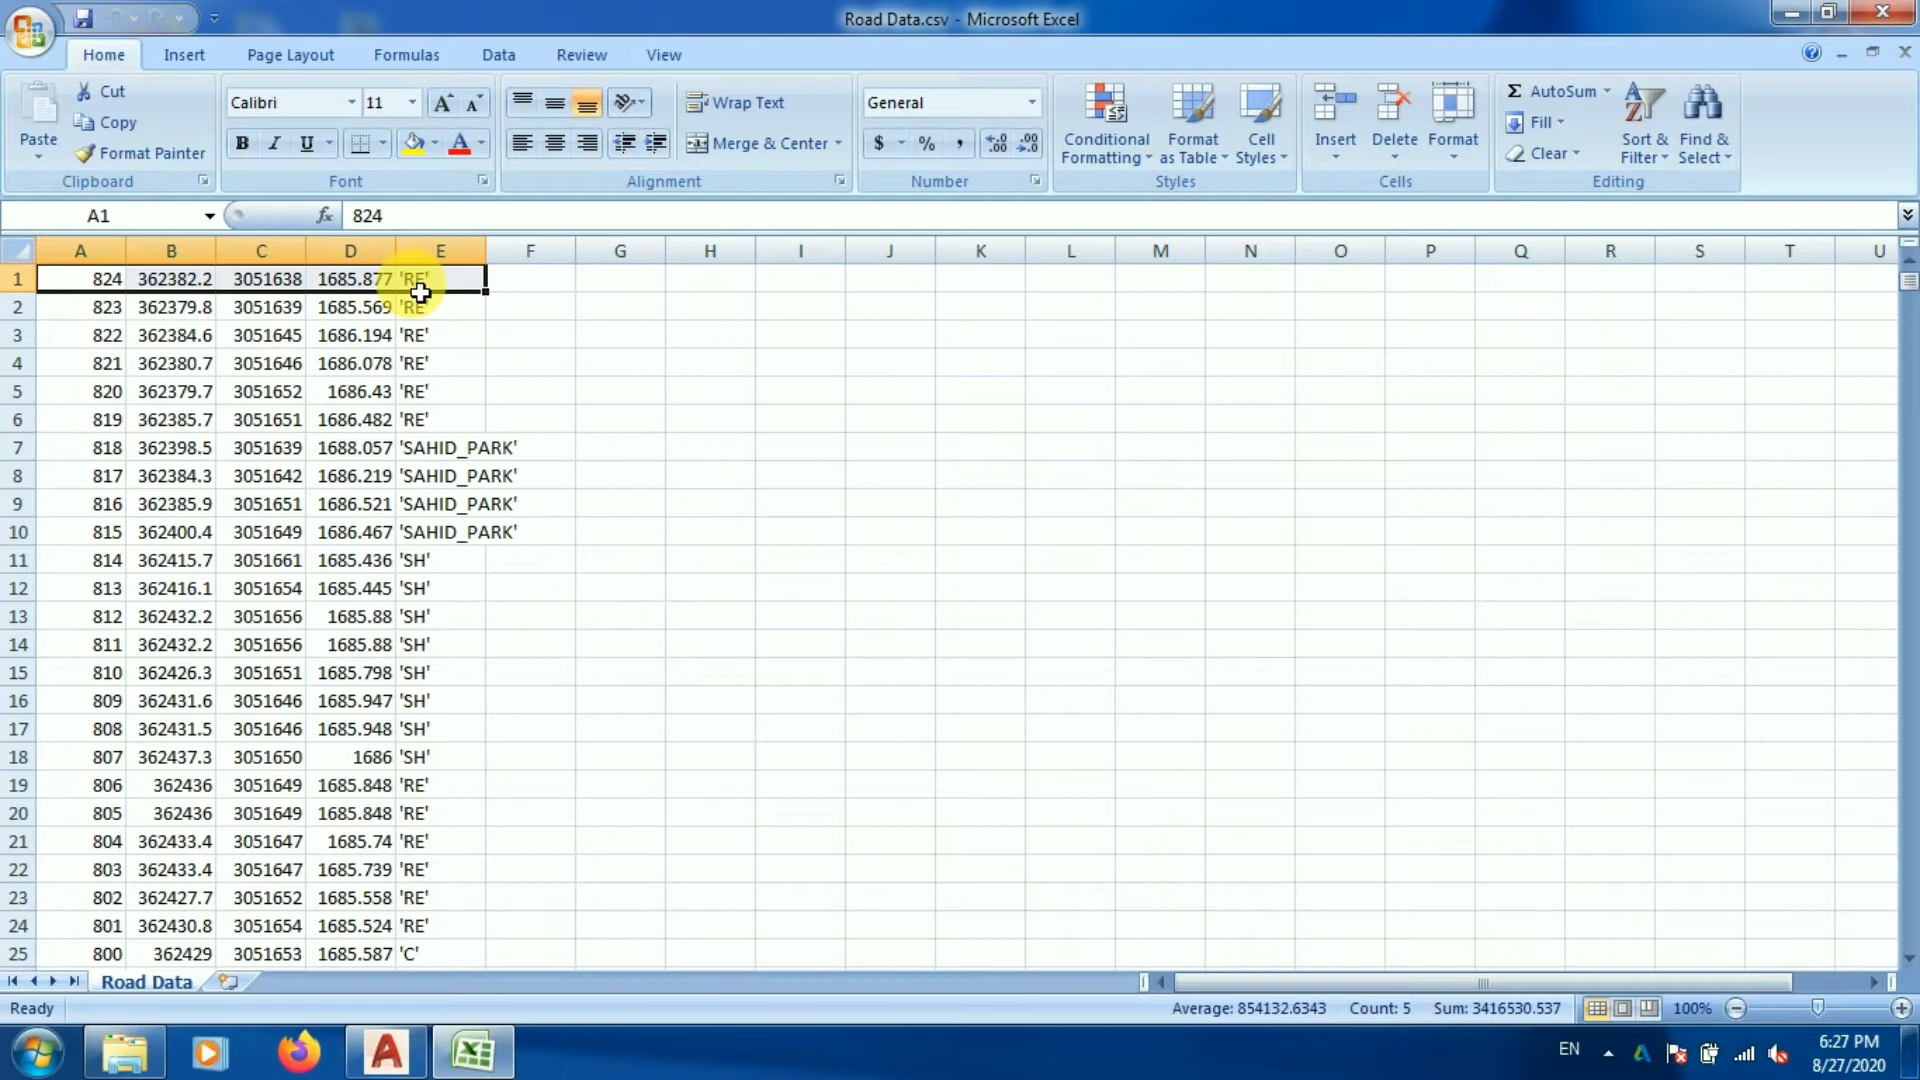 Road Data.csv - Microsoft Excel
Home Insert Page Layout Formulas Data Review View
Paste
Cut
Copy
Format Painter
Clipboard
Calibri 11
B I U
Font
Wrap Text
Merge & Center
Alignment
General
$ % ,
Number
Conditional Formatting
Format as Table
Cell Styles
Styles
Insert Delete Format
Cells
Σ AutoSum
Fill
Clear
Sort & Filter
Find & Select
Editing
A1 fx 824
A B C D E F G H I J K L M N O P Q R S T U
1 824 362382.2 3051638 1685.877 'RE'
2 823 362379.8 3051639 1685.569 'RE'
3 822 362384.6 3051645 1686.194 'RE'
4 821 362380.7 3051646 1686.078 'RE'
5 820 362379.7 3051652 1686.43 'RE'
6 819 362385.7 3051651 1686.482 'RE'
7 818 362398.5 3051639 1688.057 'SAHID_PARK'
8 817 362384.3 3051642 1686.219 'SAHID_PARK'
9 816 362385.9 3051651 1686.521 'SAHID_PARK'
10 815 362400.4 3051649 1686.467 'SAHID_PARK'
11 814 362415.7 3051661 1685.436 'SH'
12 813 362416.1 3051654 1685.445 'SH'
13 812 362432.2 3051656 1685.88 'SH'
14 811 362432.2 3051656 1685.88 'SH'
15 810 362426.3 3051651 1685.798 'SH'
16 809 362431.6 3051646 1685.947 'SH'
17 808 362431.5 3051646 1685.948 'SH'
18 807 362437.3 3051650 1686 'SH'
19 806 362436 3051649 1685.848 'RE'
20 805 362436 3051649 1685.848 'RE'
21 804 362433.4 3051647 1685.74 'RE'
22 803 362433.4 3051647 1685.739 'RE'
23 802 362427.7 3051652 1685.558 'RE'
24 801 362430.8 3051654 1685.524 'RE'
25 800 362429 3051653 1685.587 'C'
Road Data
Ready Average: 854132.6343 Count: 5 Sum: 3416530.537 100%
EN 6:27 PM
8/27/2020